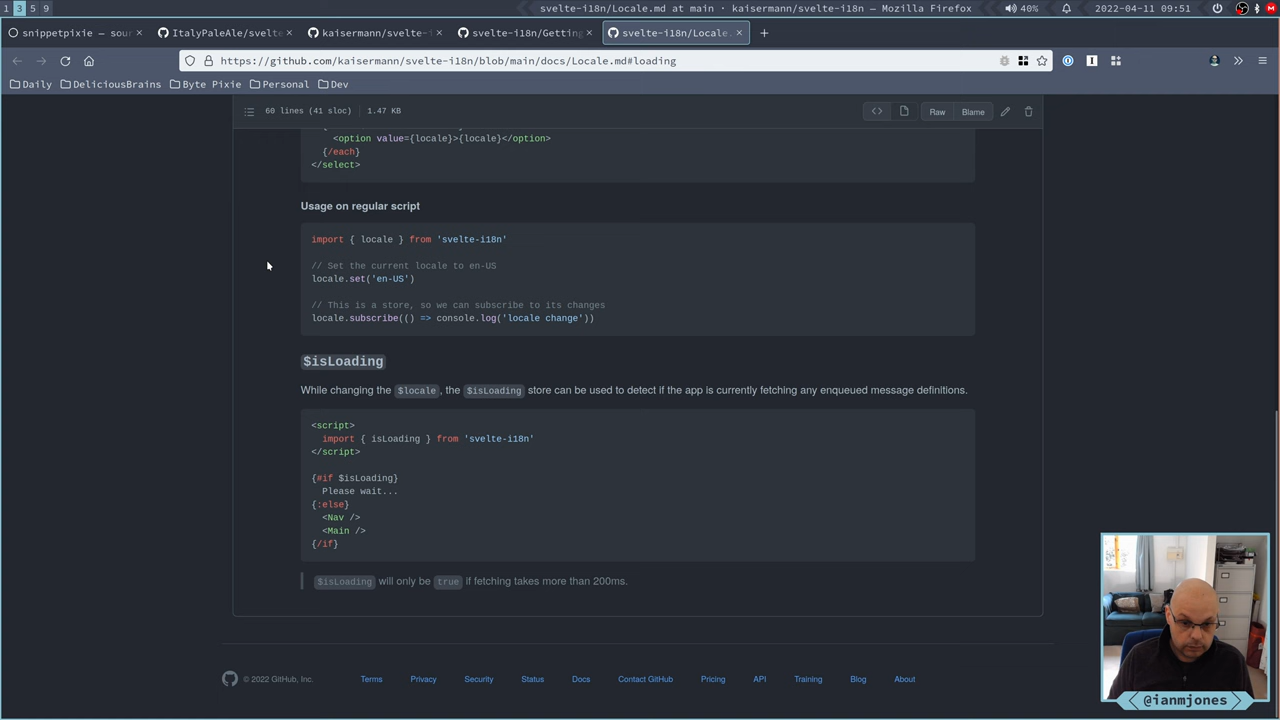 1 3 5 9
svelte-i18n/Locale.md at main · kaisermann/svelte-i18n — Mozilla Firefox
40%
2022-04-11 09:51
snippetpixie — sour
ItalyPaleAle/svelte
kaisermann/svelte-i
svelte-i18n/Getting
svelte-i18n/Locale.
https://github.com/kaisermann/svelte-i18n/blob/main/docs/Locale.md#loading
Daily DeliciousBrains Byte Pixie Personal Dev
60 lines (41 sloc) 1.47 KB
Raw Blame
<option value={locale}>{locale}</option>
{/each}
</select>
Usage on regular script
import { locale } from 'svelte-i18n'
// Set the current locale to en-US
locale.set('en-US')
// This is a store, so we can subscribe to its changes
locale.subscribe(() => console.log('locale change'))
$isLoading
While changing the $locale, the $isLoading store can be used to detect if the app is currently fetching any enqueued message definitions.
<script>
import { isLoading } from 'svelte-i18n'
</script>
{#if $isLoading}
Please wait...
{:else}
<Nav />
<Main />
{/if}
$isLoading will only be true if fetching takes more than 200ms.
© 2022 GitHub, Inc.
Terms Privacy Security Status Docs Contact GitHub Pricing API Training Blog About
@ianmjones